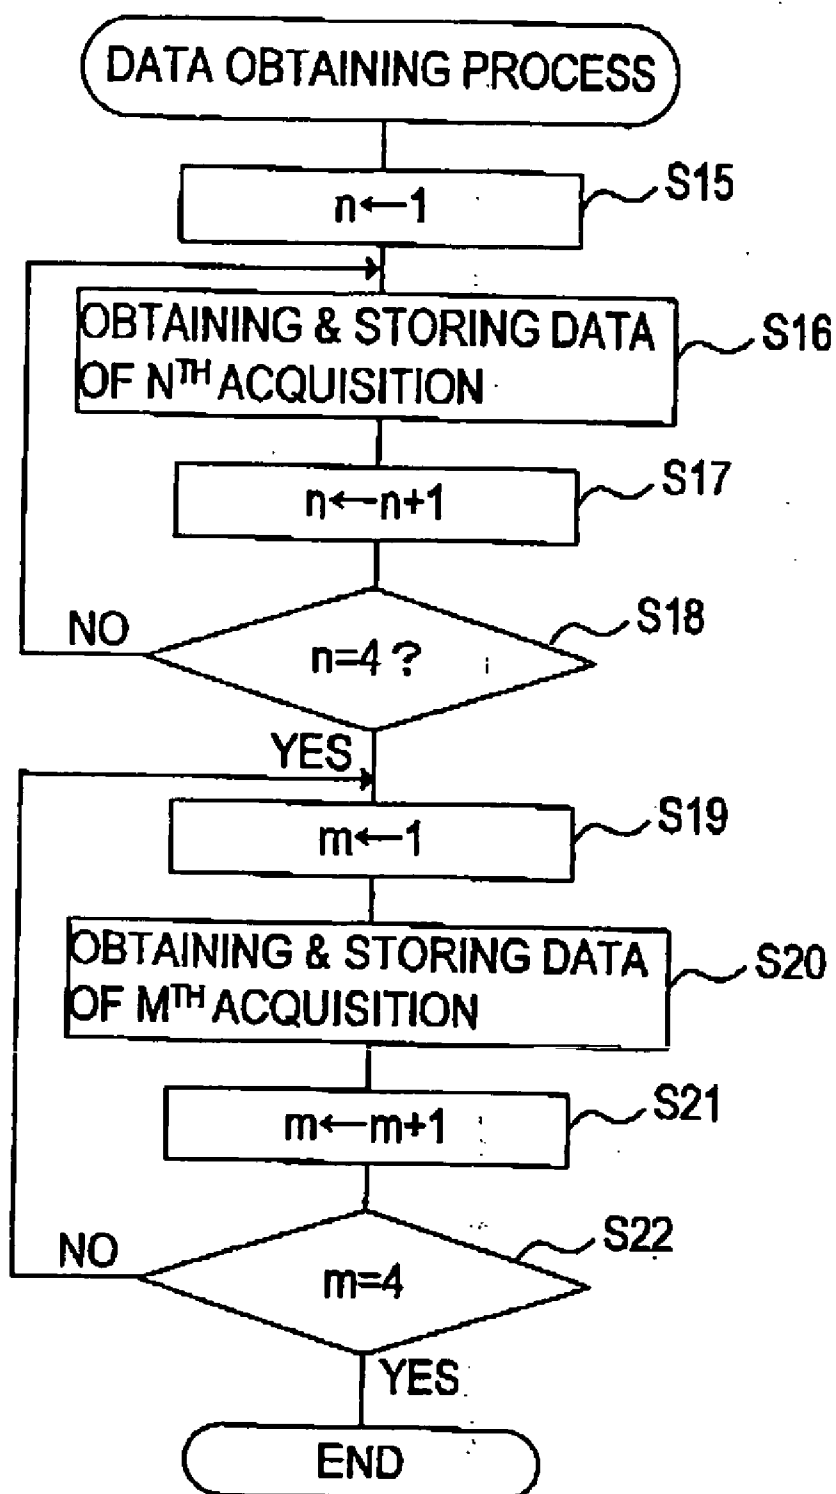 DATA OBTAINING PROCESS
n←1
S15
OBTAINING & STORING DATA
OF NTH ACQUISITION
S16
n←n+1
S17
n=4?
S18
NO
YES
m←1
S19
OBTAINING & STORING DATA
OF MTH ACQUISITION
S20
m←m+1
S21
m=4
S22
NO
YES
END